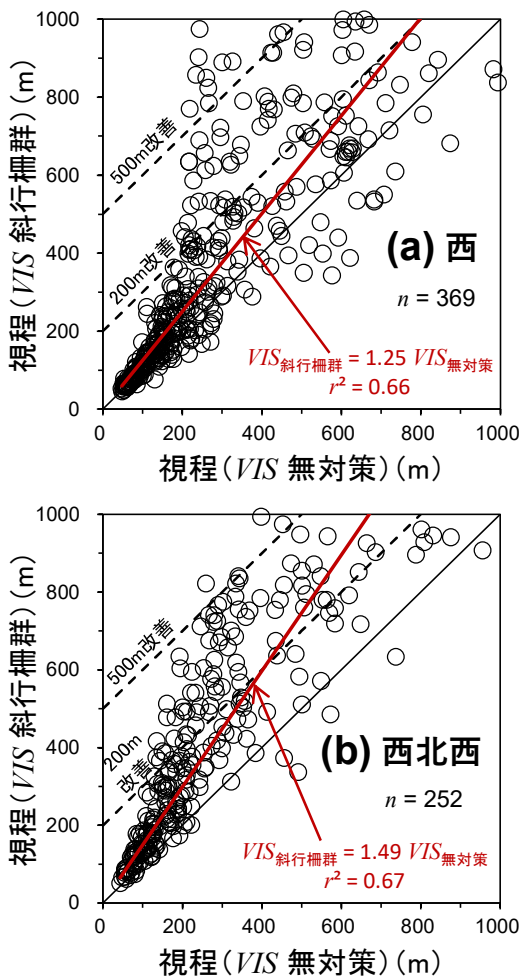 1000
800
600
400
200
0
視程(VIS 斜行柵群)(m)
500m改善
200m改善
(a) 西
n = 369
VIS斜行柵群 = 1.25 VIS無対策
r² = 0.66
0 200 400 600 800 1000
視程(VIS 無対策)(m)
1000
800
600
400
200
0
視程(VIS 斜行柵群)(m)
500m改善
200m
改善
(b) 西北西
n = 252
VIS斜行柵群 = 1.49 VIS無対策
r² = 0.67
0 200 400 600 800 1000
視程(VIS 無対策)(m)